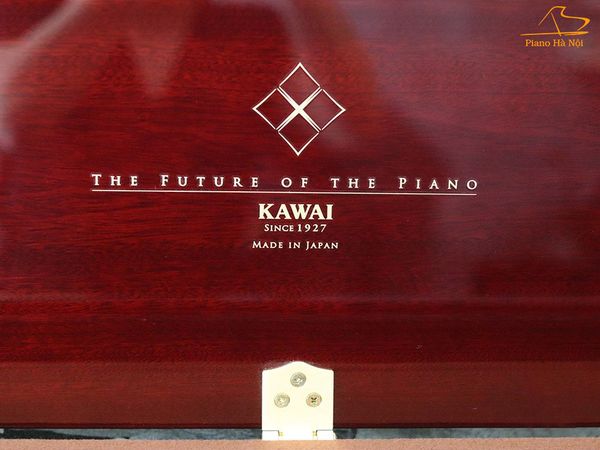 Piano Hà Nội
THE FUTURE OF THE PIANO
KAWAI
SINCE 1927
MADE IN JAPAN